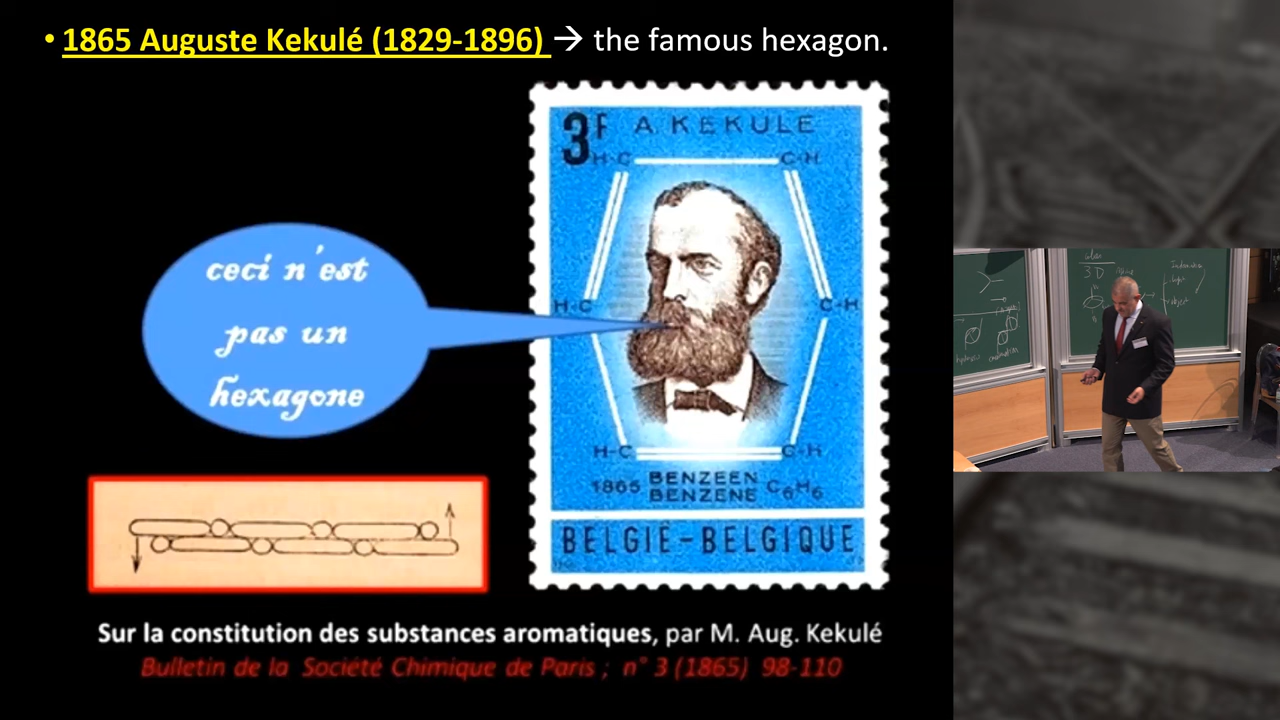 • 1865 Auguste Kekulé (1829-1896) → the famous hexagon.
3F A. KEKULE
H-C C-H
ceci n'est
pas un
hexagone
H-C C-H
H-C C-H
1865 BENZEEN C6H6
BENZENE
BELGIË-BELGIQUE
Sur la constitution des substances aromatiques, par M. Aug. Kekulé
Bulletin de la Société Chimique de Paris ; n° 3 (1865) 98-110
3D